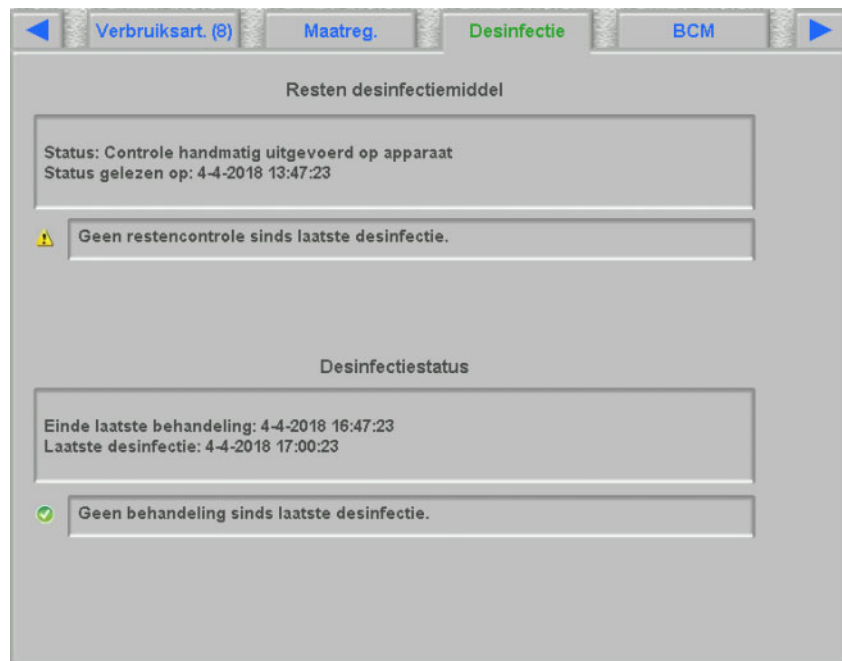 Verbruiksart. (8) Maatreg. Desinfectie BCM
Resten desinfectiemiddel
Status: Controle handmatig uitgevoerd op apparaat
Status gelezen op: 4-4-2018 13:47:23
Geen restencontrole sinds laatste desinfectie.
Desinfectiestatus
Einde laatste behandeling: 4-4-2018 16:47:23
Laatste desinfectie: 4-4-2018 17:00:23
Geen behandeling sinds laatste desinfectie.